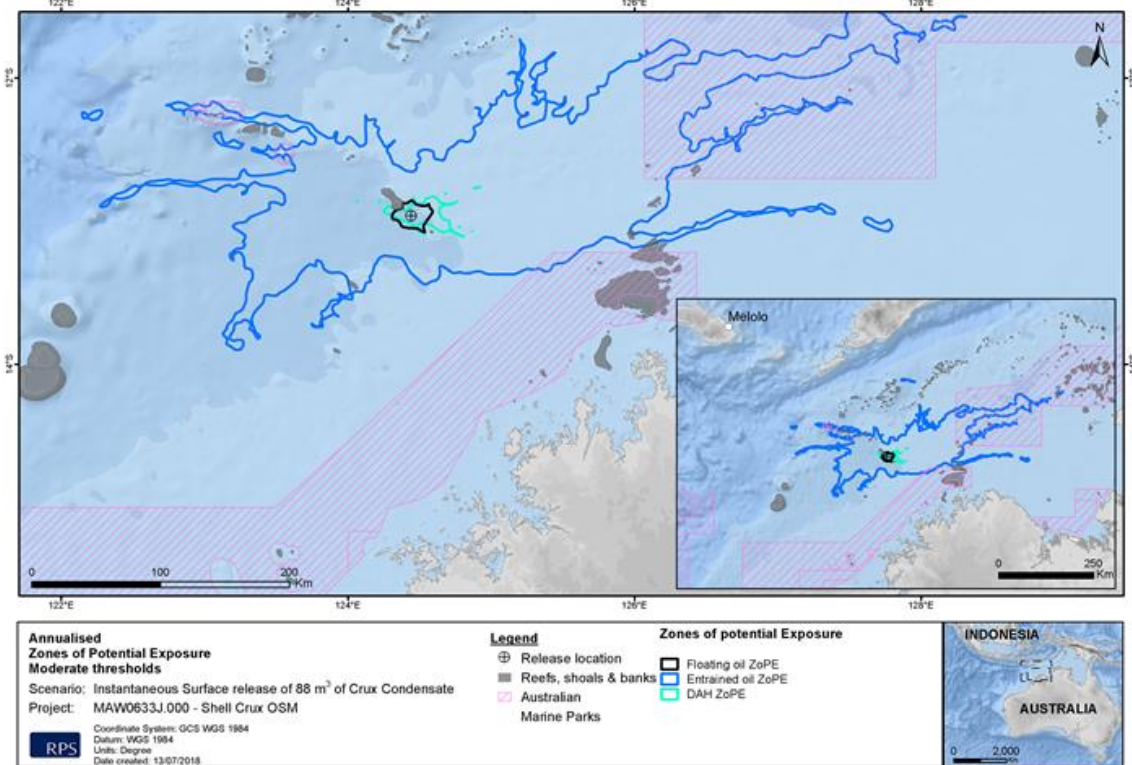 122°E 124°E 126°E 128°E
N
12°S
14°S
Melolo
0 100 200
Km
0 250
Km
122°E 124°E 126°E 128°E
Annualised
Zones of Potential Exposure
Moderate thresholds
Scenario: Instantaneous Surface release of 88 m³ of Crux Condensate
Project: MAW0633J.000 - Shell Crux OSM
RPS
Coordinate System: GCS WGS 1984
Datum: WGS 1984
Units: Degree
Date created: 13/07/2018
Legend
Release location
Reefs, shoals & banks
Australian
Marine Parks
Zones of potential Exposure
Floating oil ZoPE
Entrained oil ZoPE
DAH ZoPE
INDONESIA
AUSTRALIA
0 2,000
Km